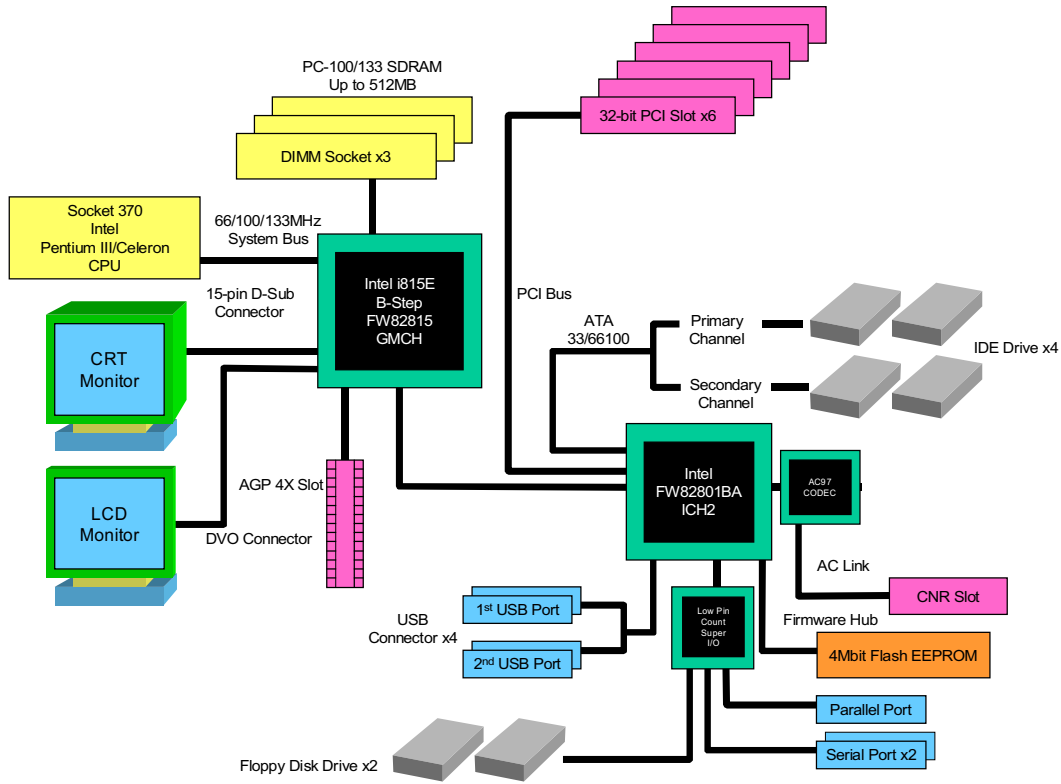 PC-100/133 SDRAM
Up to 512MB
DIMM Socket x3
32-bit PCI Slot x6
Socket 370
Intel
Pentium III/Celeron
CPU
66/100/133MHz
System Bus
15-pin D-Sub
Connector
Intel i815E
B-Step
FW82815
GMCH
PCI Bus
ATA
33/66100
Primary
Channel
Secondary
Channel
IDE Drive x4
CRT
Monitor
LCD
Monitor
AGP 4X Slot
DVO Connector
Intel
FW82801BA
ICH2
AC97
CODEC
AC Link
CNR Slot
USB
Connector x4
1st USB Port
2nd USB Port
Low Pin
Count
Super
I/O
Firmware Hub
4Mbit Flash EEPROM
Parallel Port
Serial Port x2
Floppy Disk Drive x2